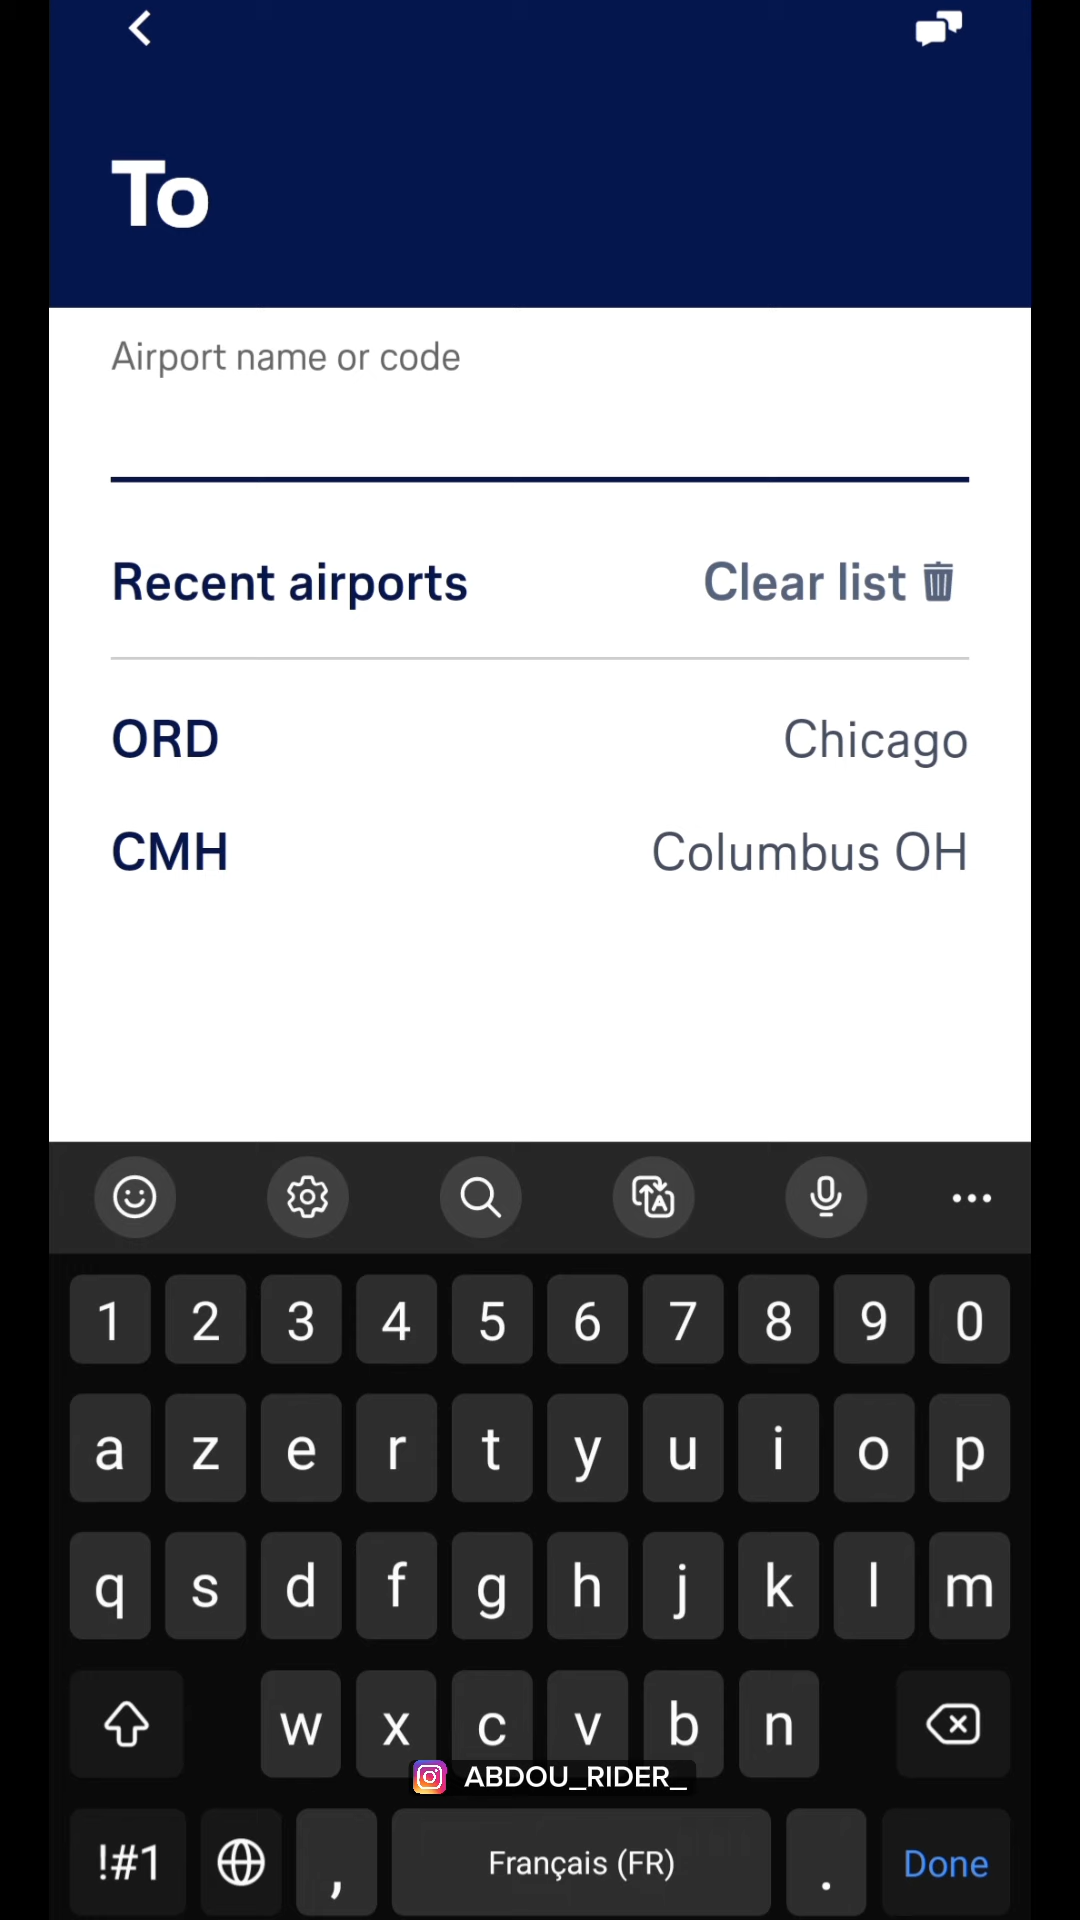 To
Airport name or code
Recent airports Clear list
ORD Chicago
CMH Columbus OH
1 2 3 4 5 6 7 8 9 0
a z e r t y u i o p
q s d f g h j k l m
w x c v b n
ABDOU_RIDER_
!#1 , Français (FR) . Done